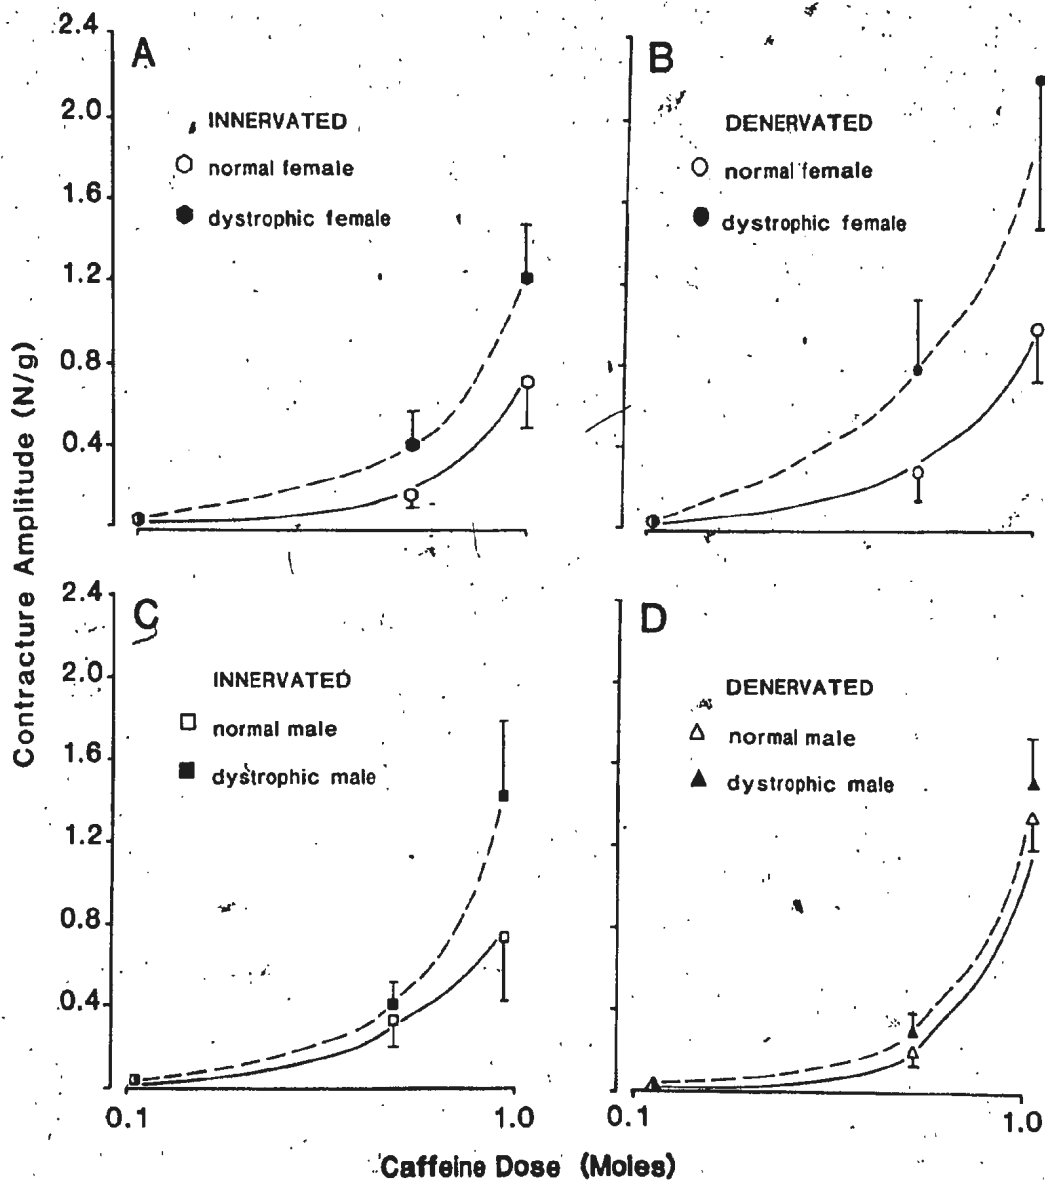 2.4
2.0
1.6
1.2
0.8
0.4
A
INNERVATED
normal female
dystrophic female
B
DENERVATED
normal female
dystrophic female
Contracture Amplitude (N/g)
2.4
2.0
1.6
1.2
0.8
0.4
C
INNERVATED
normal male
dystrophic male
D
DENERVATED
normal male
dystrophic male
0.1
1.0
0.1
1.0
Caffeine Dose (Moles)